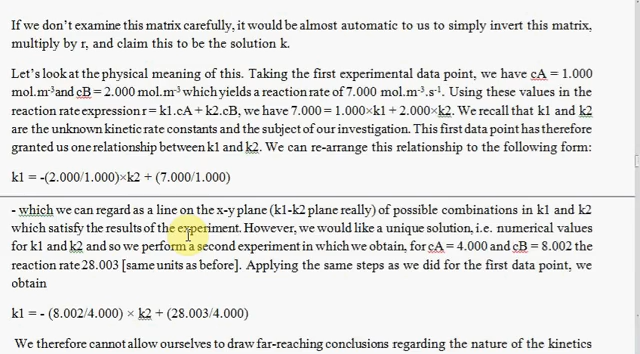 If we don't examine this matrix carefully, it would be almost automatic to us to simply invert this matrix,
multiply by r, and claim this to be the solution k.
Let's look at the physical meaning of this. Taking the first experimental data point, we have cA = 1.000
mol.m⁻³and cB = 2.000 mol.m⁻³ which yields a reaction rate of 7.000 mol.m⁻³.s⁻¹. Using these values in the
reaction rate expression r = k1.cA + k2.cB, we have 7.000 = 1.000×k1 + 2.000×k2. We recall that k1 and k2
are the unknown kinetic rate constants and the subject of our investigation. This first data point has therefore
granted us one relationship between k1 and k2. We can re-arrange this relationship to the following form:
k1 = -(2.000/1.000)×k2 + (7.000/1.000)
- which we can regard as a line on the x-y plane (k1-k2 plane really) of possible combinations in k1 and k2
which satisfy the results of the experiment. However, we would like a unique solution, i.e. numerical values
for k1 and k2 and so we perform a second experiment in which we obtain, for cA = 4.000 and cB = 8.002 the
reaction rate 28.003 [same units as before]. Applying the same steps as we did for the first data point, we
obtain
k1 = - (8.002/4.000) × k2 + (28.003/4.000)
We therefore cannot allow ourselves to draw far-reaching conclusions regarding the nature of the kinetics